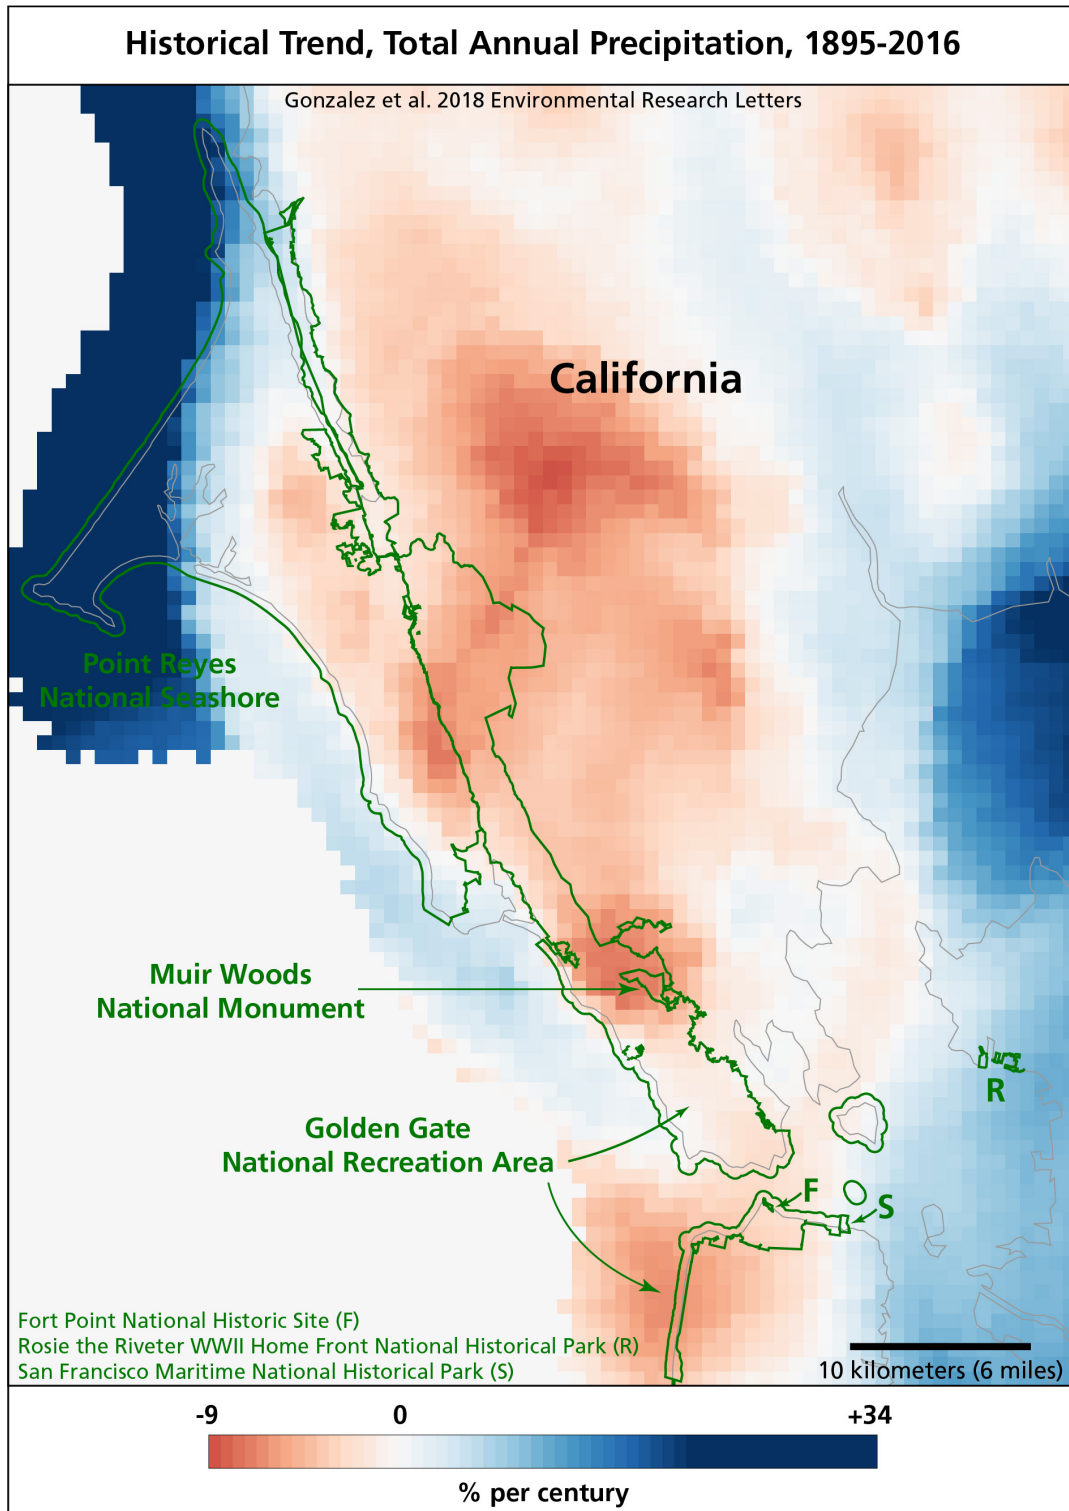 Historical Trend, Total Annual Precipitation, 1895-2016
Gonzalez et al. 2018 Environmental Research Letters
California
Point Reyes
National Seashore
Muir Woods
National Monument
R
Golden Gate
National Recreation Area
F
S
Fort Point National Historic Site (F)
Rosie the Riveter WWII Home Front National Historical Park (R)
San Francisco Maritime National Historical Park (S)
10 kilometers (6 miles)
-9 0 +34
% per century